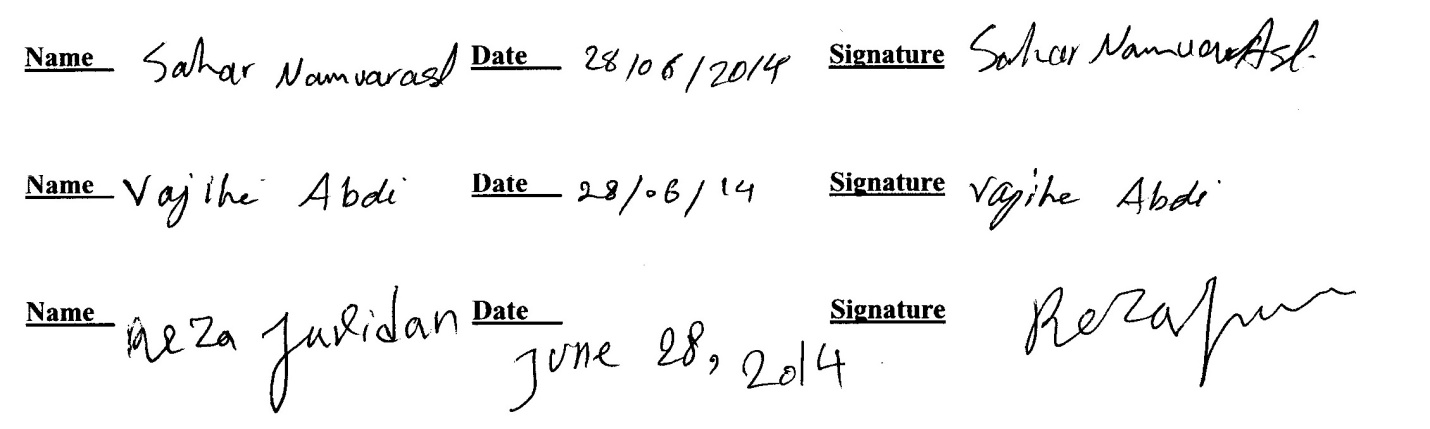 Name Sahar Namvarasl Date 28/06/2014 Signature Sahar NamvarAsl.
Name Vajihe Abdi Date 28/06/14 Signature Vajihe Abdi
Name Reza Date June 28, 2014 Signature Reza